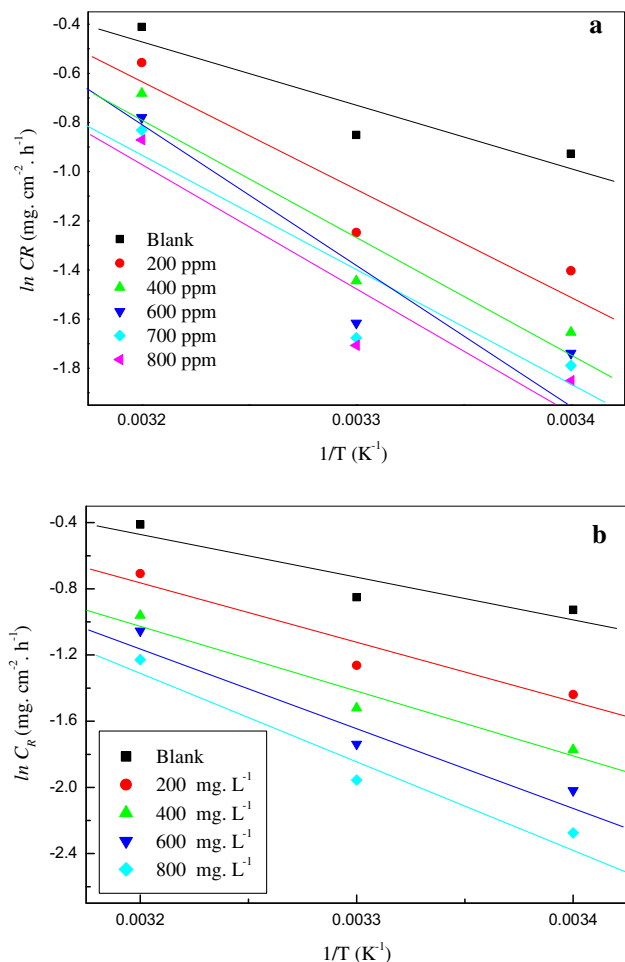 a
-0.4
-0.6
-0.8
-1.0
-1.2
-1.4
-1.6
-1.8
ln CR (mg. cm⁻². h⁻¹)
Blank
200 ppm
400 ppm
600 ppm
700 ppm
800 ppm
0.0032 0.0033 0.0034
1/T (K⁻¹)
b
-0.4
-0.8
-1.2
-1.6
-2.0
-2.4
ln C_R (mg. cm⁻². h⁻¹)
Blank
200 mg. L⁻¹
400 mg. L⁻¹
600 mg. L⁻¹
800 mg. L⁻¹
0.0032 0.0033 0.0034
1/T (K⁻¹)